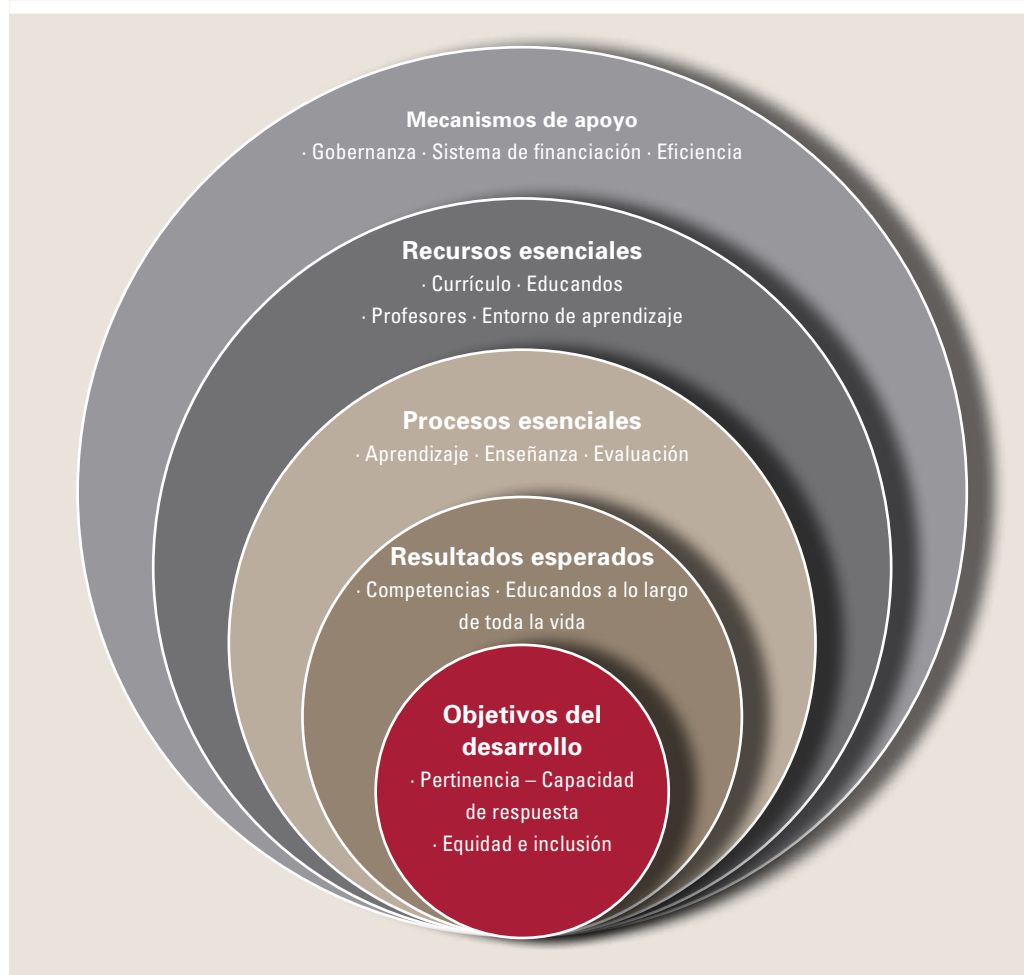 Mecanismos de apoyo
· Gobernanza · Sistema de financiación · Eficiencia
Recursos esenciales
· Currículo · Educandos
· Profesores · Entorno de aprendizaje
Procesos esenciales
· Aprendizaje · Enseñanza · Evaluación
Resultados esperados
· Competencias · Educandos a lo largo
de toda la vida
Objetivos del
desarrollo
· Pertinencia – Capacidad
de respuesta
· Equidad e inclusión